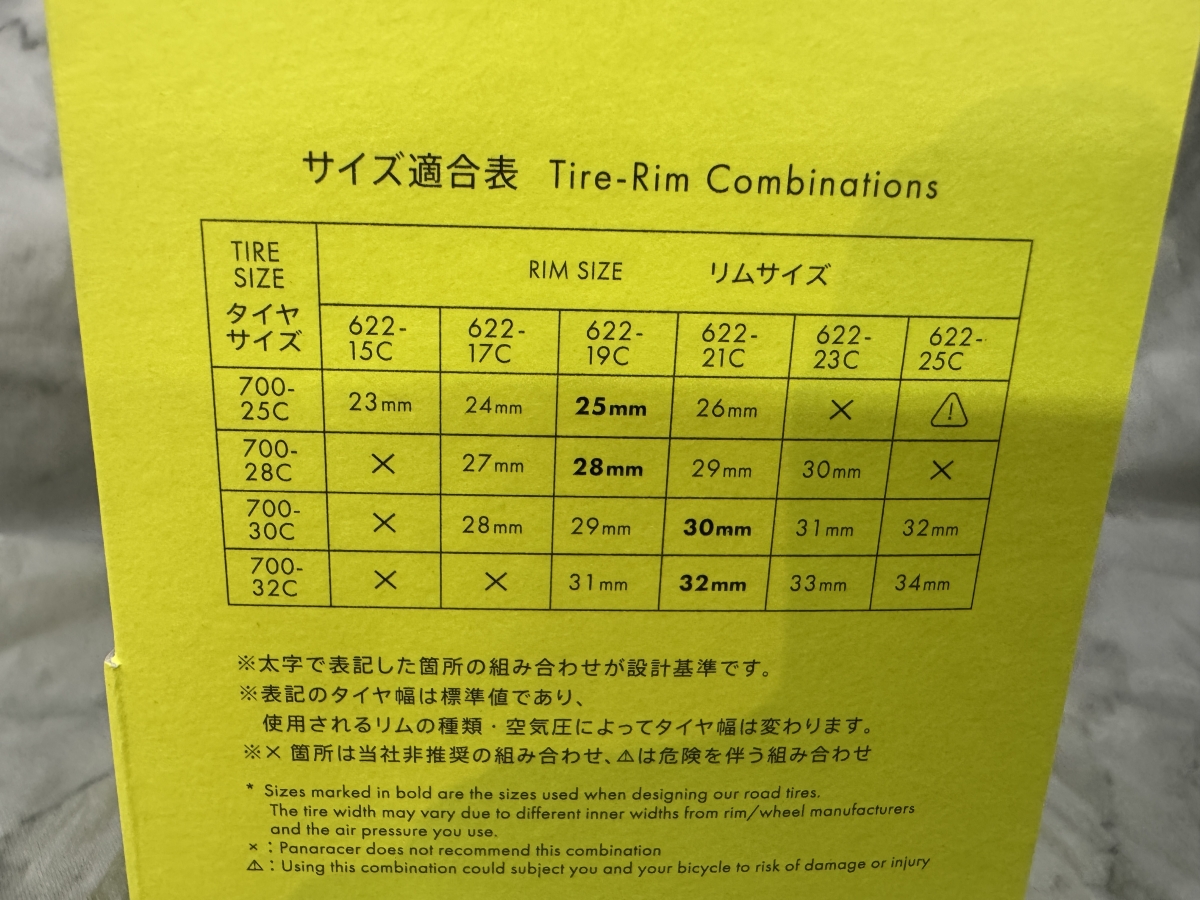 サイズ適合表 Tire-Rim Combinations
TIRE SIZE タイヤサイズ RIM SIZE リムサイズ
622-15C 622-17C 622-19C 622-21C 622-23C 622-25C
700-25C 23mm 24mm 25mm 26mm × ⚠
700-28C × 27mm 28mm 29mm 30mm ×
700-30C × 28mm 29mm 30mm 31mm 32mm
700-32C × × 31mm 32mm 33mm 34mm
※太字で表記した箇所の組み合わせが設計基準です。
※表記のタイヤ幅は標準値であり、
使用されるリムの種類・空気圧によってタイヤ幅は変わります。
※× 箇所は当社非推奨の組み合わせ、⚠は危険を伴う組み合わせ
* Sizes marked in bold are the sizes used when designing our road tires.
The tire width may vary due to different inner widths from rim/wheel manufacturers
and the air pressure you use.
× : Panaracer does not recommend this combination
⚠ : Using this combination could subject you and your bicycle to risk of damage or injury